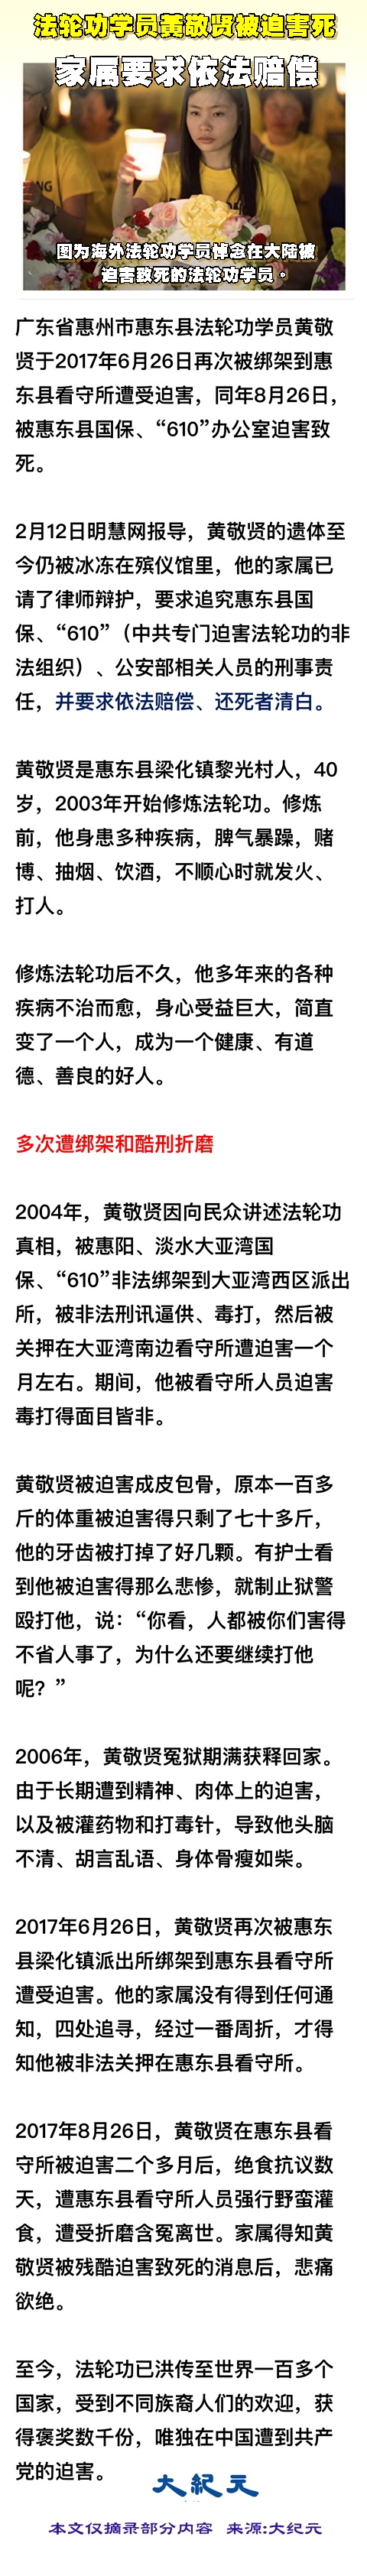 法轮功学员黄敬贤被迫害死
家属要求依法赔偿
图为海外法轮功学员悼念在大陆被
迫害致死的法轮功学员。
广东省惠州市惠东县法轮功学员黄敬
贤于2017年6月26日再次被绑架到惠
东县看守所遭受迫害，同年8月26日，
被惠东县国保、“610”办公室迫害致
死。
2月12日明慧网报导，黄敬贤的遗体至
今仍被冰冻在殡仪馆里，他的家属已
请了律师辩护，要求追究惠东县国
保、“610”（中共专门迫害法轮功的非
法组织）、公安部相关人员的刑事责
任，并要求依法赔偿、还死者清白。
黄敬贤是惠东县梁化镇黎光村人，40
岁，2003年开始修炼法轮功。修炼
前，他身患多种疾病，脾气暴躁，赌
博、抽烟、饮酒，不顺心时就发火、
打人。
修炼法轮功后不久，他多年来的各种
疾病不治而愈，身心受益巨大，简直
变了一个人，成为一个健康、有道
德、善良的好人。
多次遭绑架和酷刑折磨
2004年，黄敬贤因向民众讲述法轮功
真相，被惠阳、淡水大亚湾国
保、“610”非法绑架到大亚湾西区派出
所，被非法刑讯逼供、毒打，然后被
关押在大亚湾南边看守所遭迫害一个
月左右。期间，他被看守所人员迫害
毒打得面目皆非。
黄敬贤被迫害成皮包骨，原本一百多
斤的体重被迫害得只剩了七十多斤，
他的牙齿被打掉了好几颗。有护士看
到他被迫害得那么悲惨，就制止狱警
殴打他，说：“你看，人都被你们害得
不省人事了，为什么还要继续打他
呢？”
2006年，黄敬贤冤狱期满获释回家。
由于长期遭到精神、肉体上的迫害，
以及被灌药物和打毒针，导致他头脑
不清、胡言乱语、身体骨瘦如柴。
2017年6月26日，黄敬贤再次被惠东
县梁化镇派出所绑架到惠东县看守所
遭受迫害。他的家属没有得到任何通
知，四处追寻，经过一番周折，才得
知他被非法关押在惠东县看守所。
2017年8月26日，黄敬贤在惠东县看
守所被迫害二个多月后，绝食抗议数
天，遭惠东县看守所人员强行野蛮灌
食，遭受折磨含冤离世。家属得知黄
敬贤被残酷迫害致死的消息后，悲痛
欲绝。
至今，法轮功已洪传至世界一百多个
国家，受到不同族裔人们的欢迎，获
得褒奖数千份，唯独在中国遭到共产
党的迫害。
大紀元
本文仅摘录部分内容 来源:大纪元